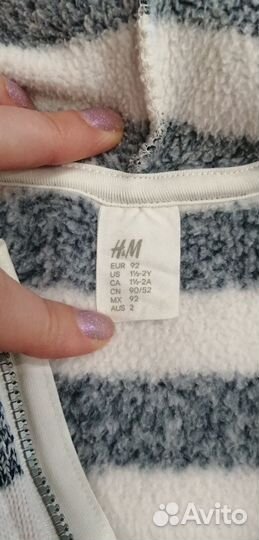 H&M
EUR 92
US 1½-2Y
CA 1½-2A
CN 90/52
MX 92
AUS 2
Avito